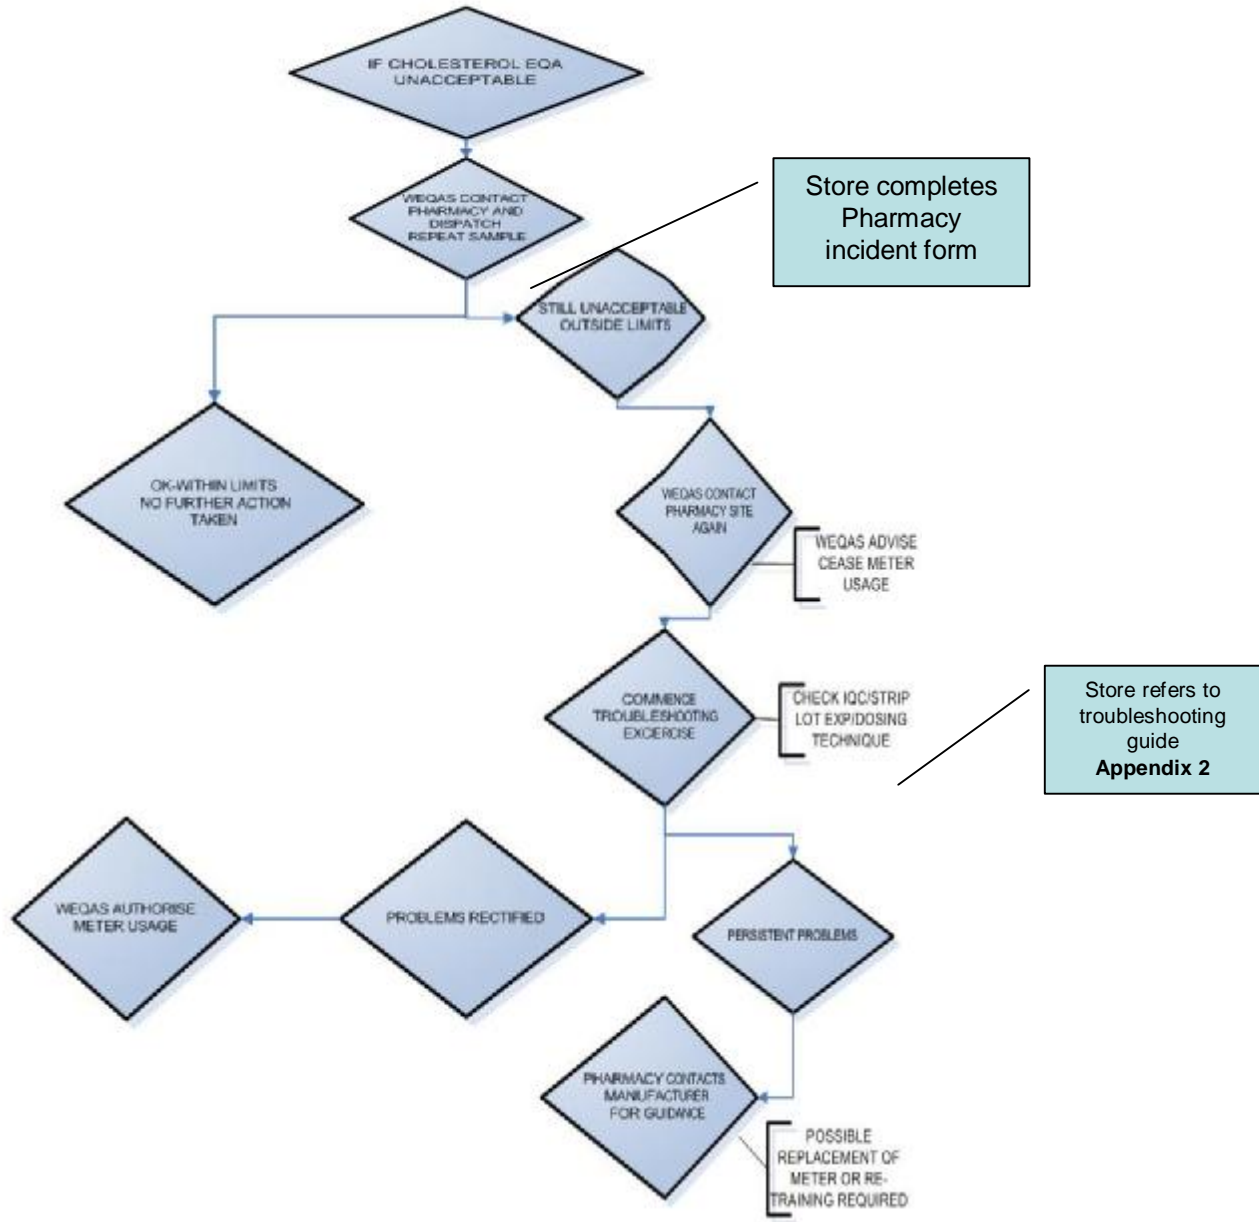 IF CHOLESTEROL EQA
UNACCEPTABLE
WEQAS CONTACT
PHARMACY AND
DISPATCH
REPEAT SAMPLE
Store completes
Pharmacy
incident form
STILL UNACCEPTABLE
OUTSIDE LIMITS
OK-WITHIN LIMITS
NO FURTHER ACTION
TAKEN
WEQAS CONTACT
PHARMACY SITE
AGAIN
WEQAS ADVISE
CEASE METER
USAGE
COMMENCE
TROUBLESHOOTING
EXCIERCISE
CHECK IQC/STRIP
LOT EXP/DOSING
TECHNIQUE
Store refers to
troubleshooting
guide
Appendix 2
WEQAS AUTHORISE
METER USAGE
PROBLEMS RECTIFIED
PERSISTENT PROBLEMS
PHARMACY CONTACTS
MANUFACTURER
FOR GUIDANCE
POSSIBLE
REPLACEMENT OF
METER OR RE-
TRAINING REQUIRED